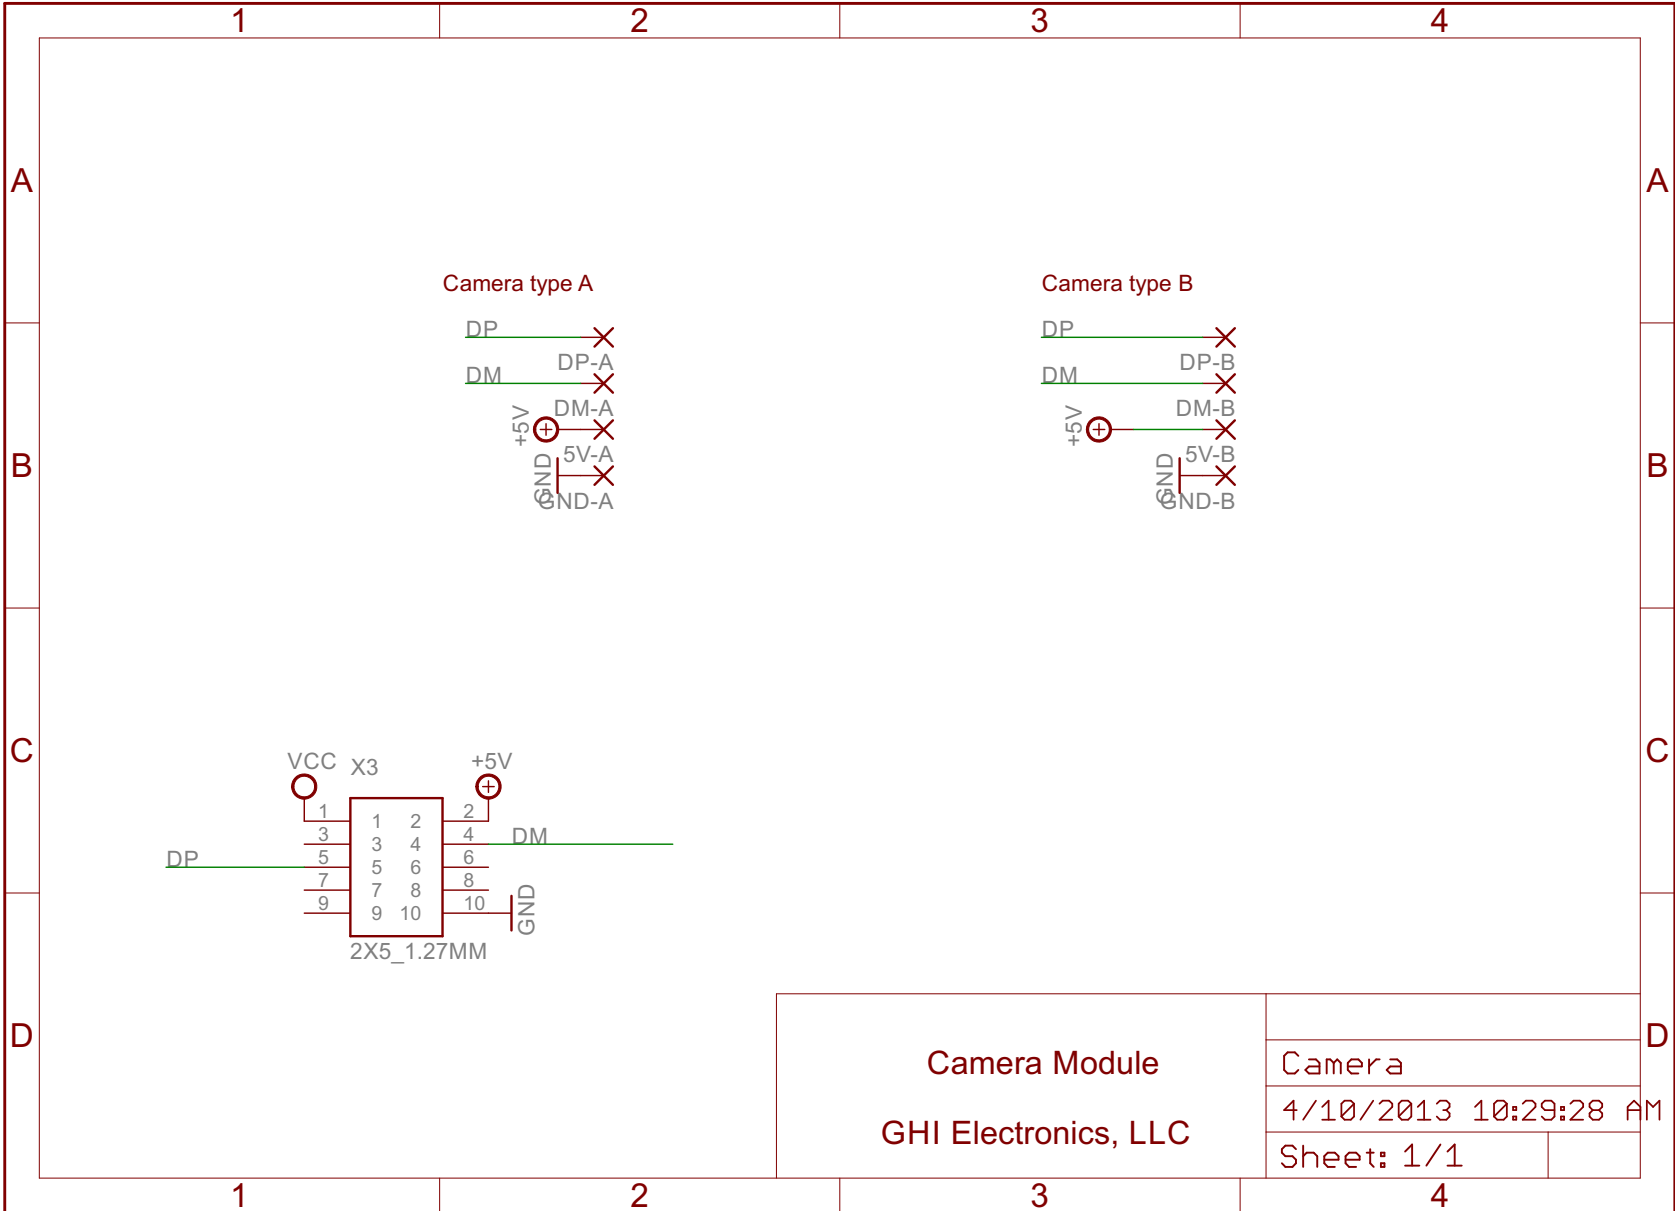 1 2 3 4
A A
Camera type A Camera type B
DP DP
DP-A DP-B
DM DM
DM-A DM-B
+5V +5V
5V-A 5V-B
B B
GND GND
GND-A GND-B
C C
VCC X3 +5V
1 1 2 2
3 3 4 4 DM
DP 5 5 6 6
7 7 8 8
9 9 10 10 GND
2X5_1.27MM
D D
Camera Module
GHI Electronics, LLC
Camera
4/10/2013 10:29:28 AM
Sheet: 1/1
1 2 3 4